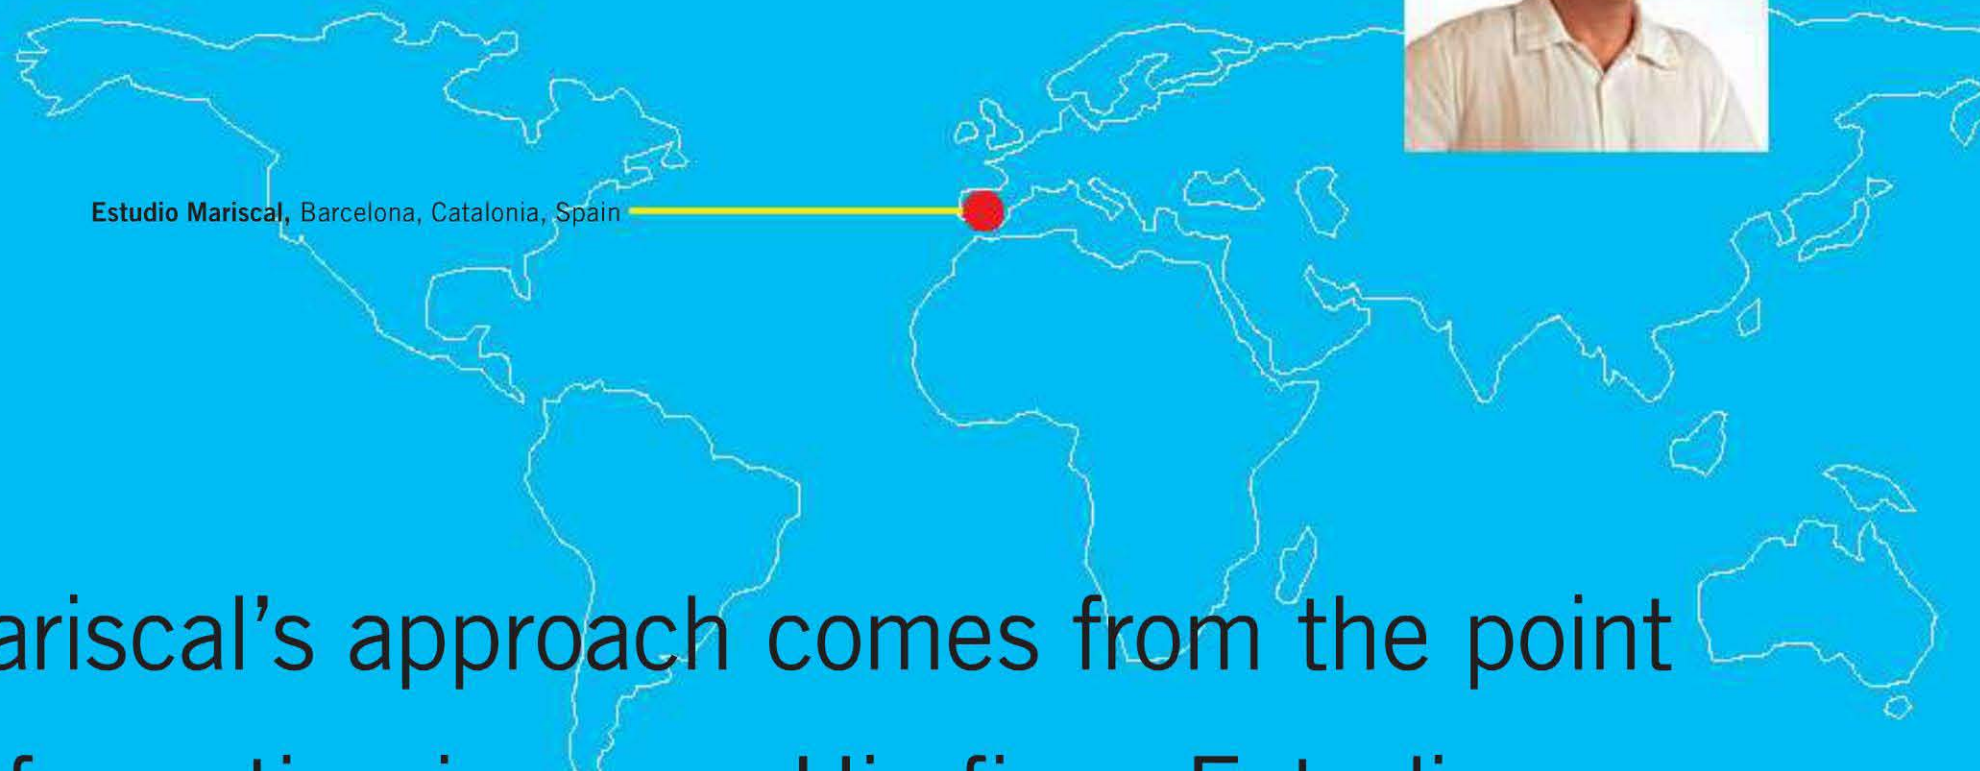 Estudio Mariscal, Barcelona, Catalonia, Spain
ariscal’s approach comes from the point